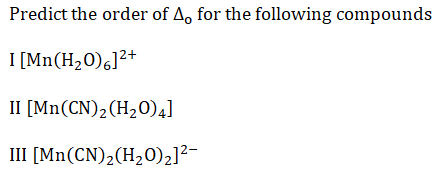 Predict the order of Δₒ for the following compounds
I [Mn(H₂O)₆]²⁺
II [Mn(CN)₂(H₂O)₄]
III [Mn(CN)₂(H₂O)₂]²⁻